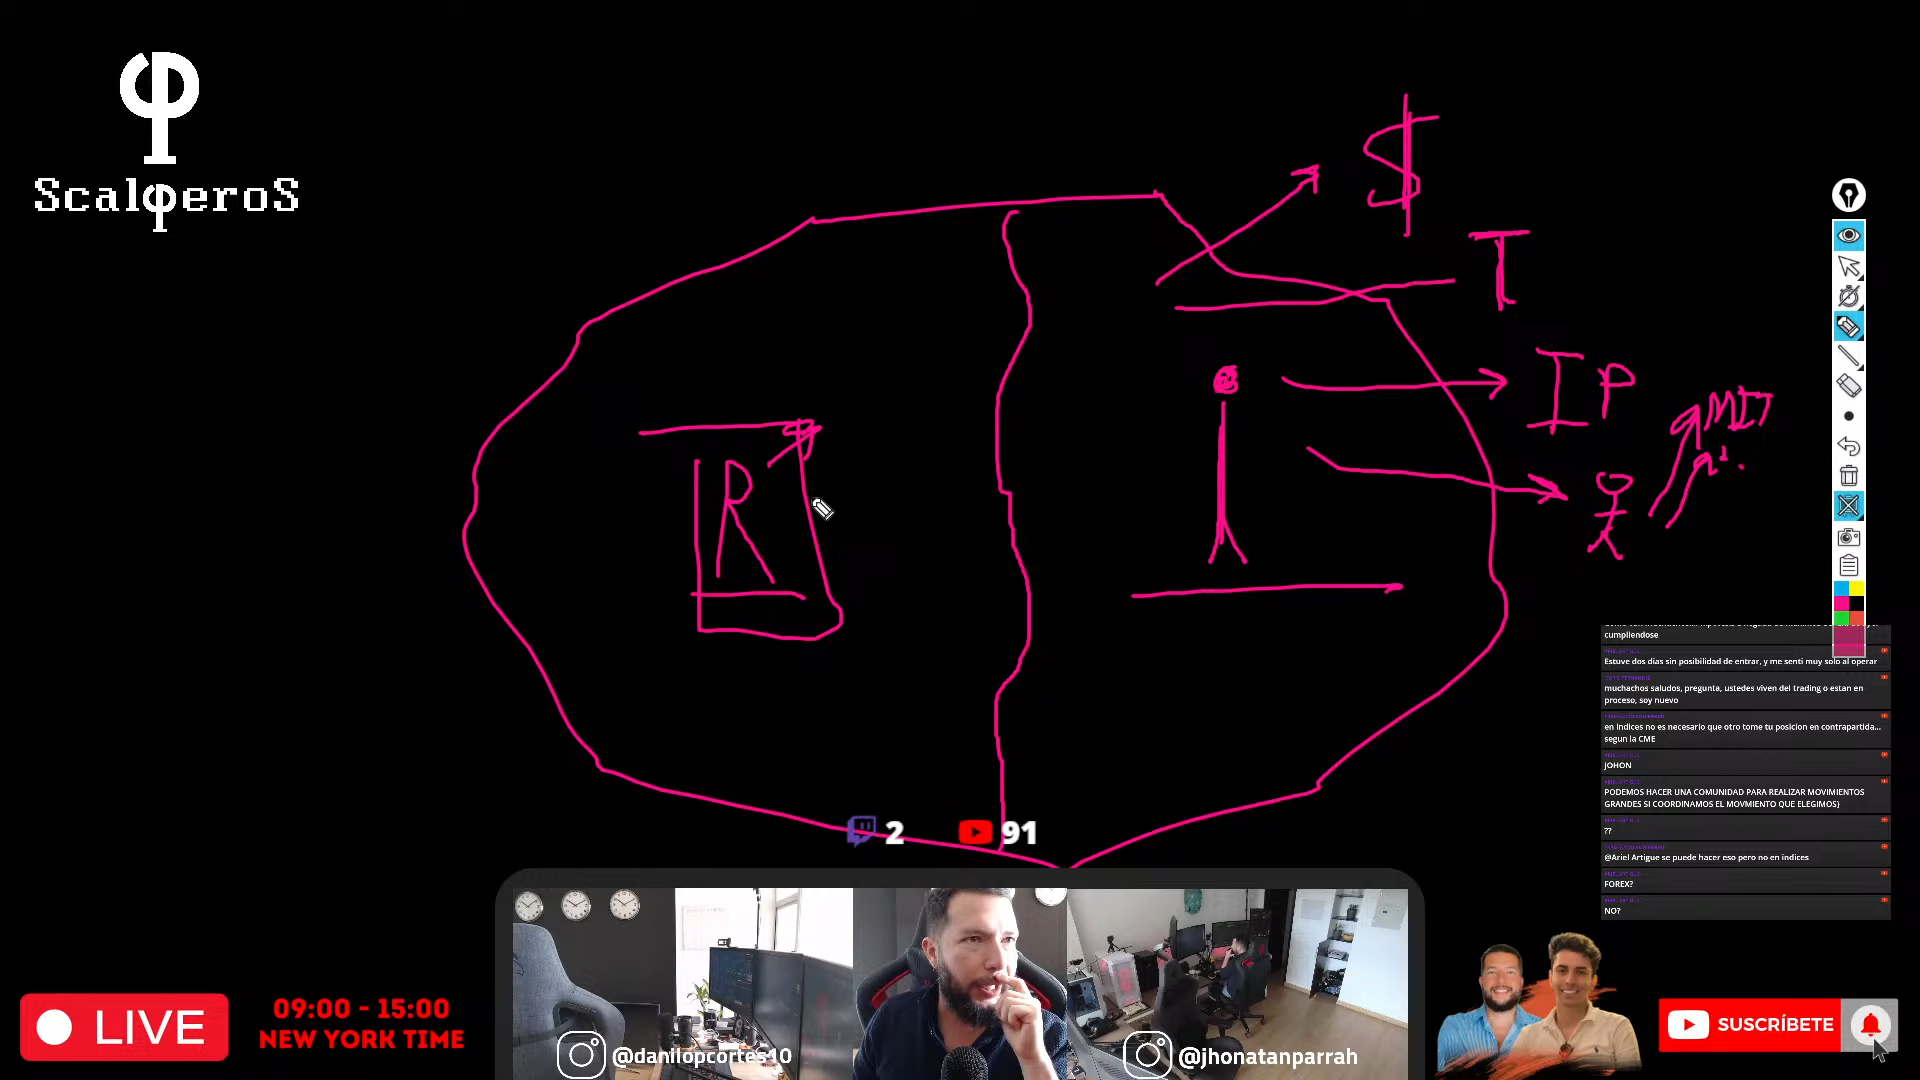 ScalφeroS
$
T
I P
MIT
R
cumpliendose
Estuve dos dias sin posibilidad de entrar, y me senti muy solo al operar
muchachos saludos, pregunta, ustedes viven del trading o estan en
proceso, soy nuevo
en indices no es necesario que otro tome tu posicion en contrapartida...
segun la CME
JOHON
PODEMOS HACER UNA COMUNIDAD PARA REALIZAR MOVIMIENTOS
GRANDES SI COORDINAMOS EL MOVMIENTO QUE ELEGIMOS}
??
@Ariel Artigue se puede hacer eso pero no en indices
FOREX?
NO?
2
91
LIVE
09:00 - 15:00
NEW YORK TIME
@danilopcortes10
@jhonatanparrah
SUSCRÍBETE